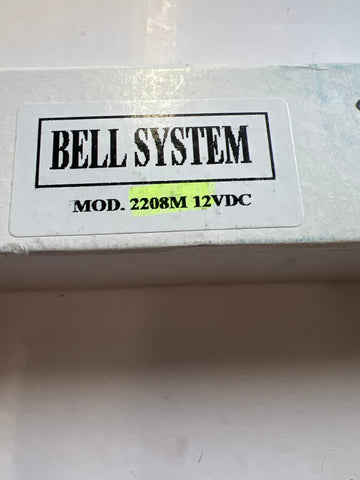 BELL SYSTEM
MOD. 2208M 12VDC